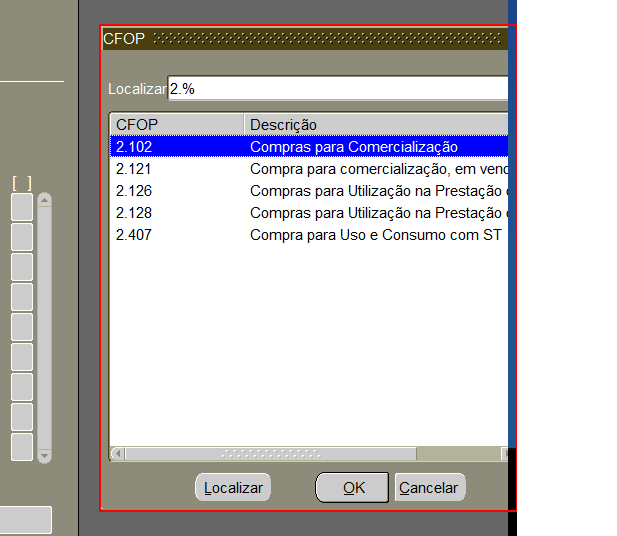 CFOP
Localizar 2.%
CFOP Descrição
2.102 Compras para Comercialização
2.121 Compra para comercialização, em vend
2.126 Compras para Utilização na Prestação
2.128 Compras para Utilização na Prestação
2.407 Compra para Uso e Consumo com ST
[ ]
Localizar OK Cancelar